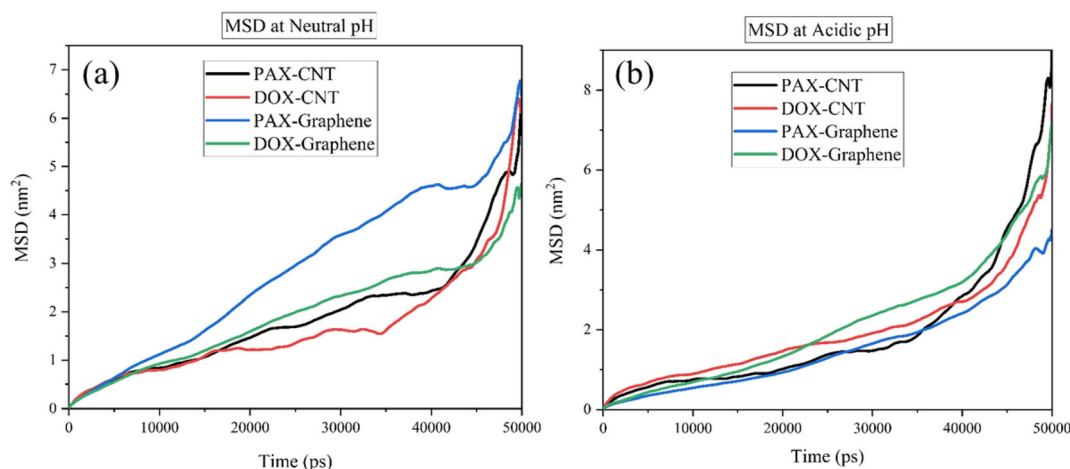 MSD at Neutral pH
(a)
PAX-CNT
DOX-CNT
PAX-Graphene
DOX-Graphene
MSD (nm²)
7
6
5
4
3
2
1
0
0 10000 20000 30000 40000 50000
Time (ps)
MSD at Acidic pH
(b)
PAX-CNT
DOX-CNT
PAX-Graphene
DOX-Graphene
MSD (nm²)
8
6
4
2
0
0 10000 20000 30000 40000 50000
Time (ps)